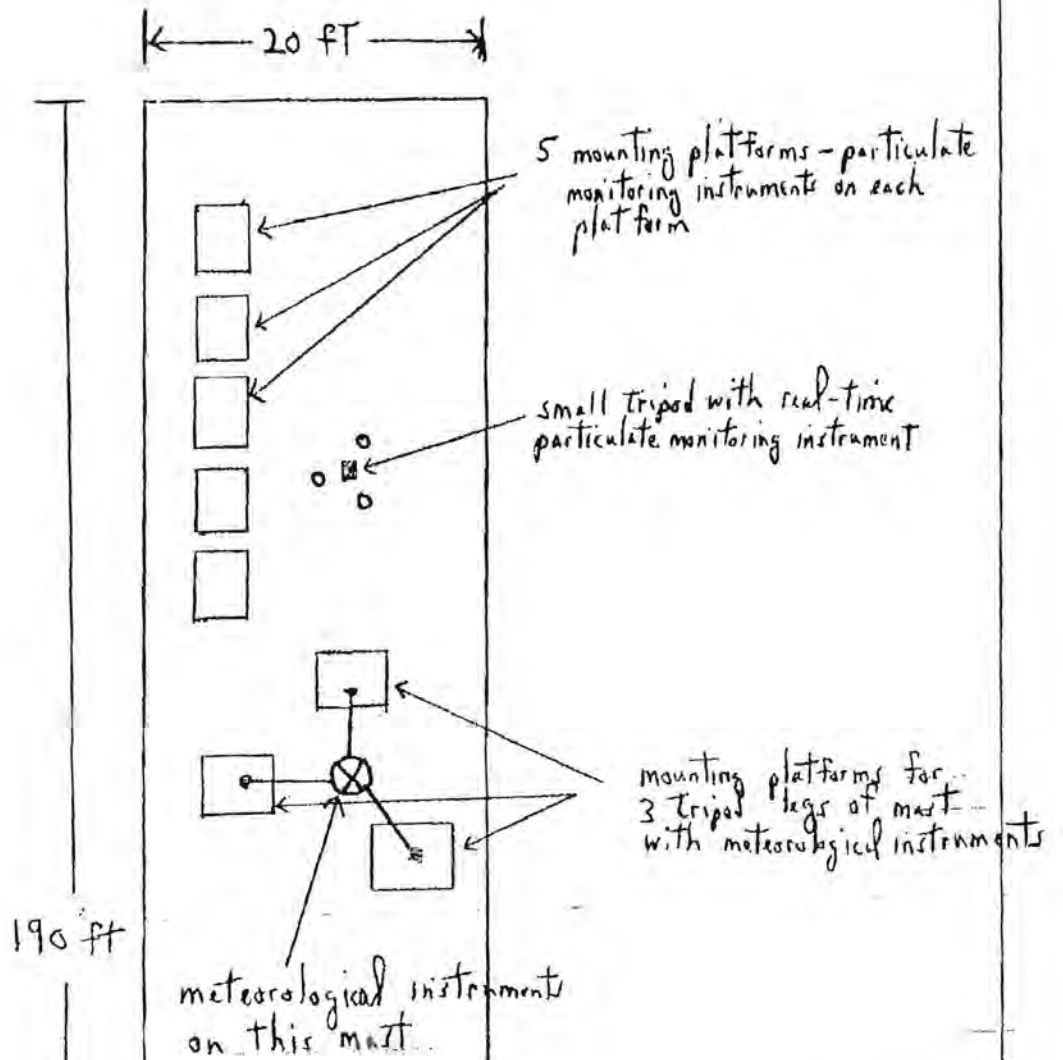 20 fT
5 mounting platforms - particulate
monitoring instruments on each
platform
small tripod with real-time
particulate monitoring instrument
mounting platforms for
3 tripod legs of mast
with meteorological instruments
190 ft
meteorological instruments
on this mast